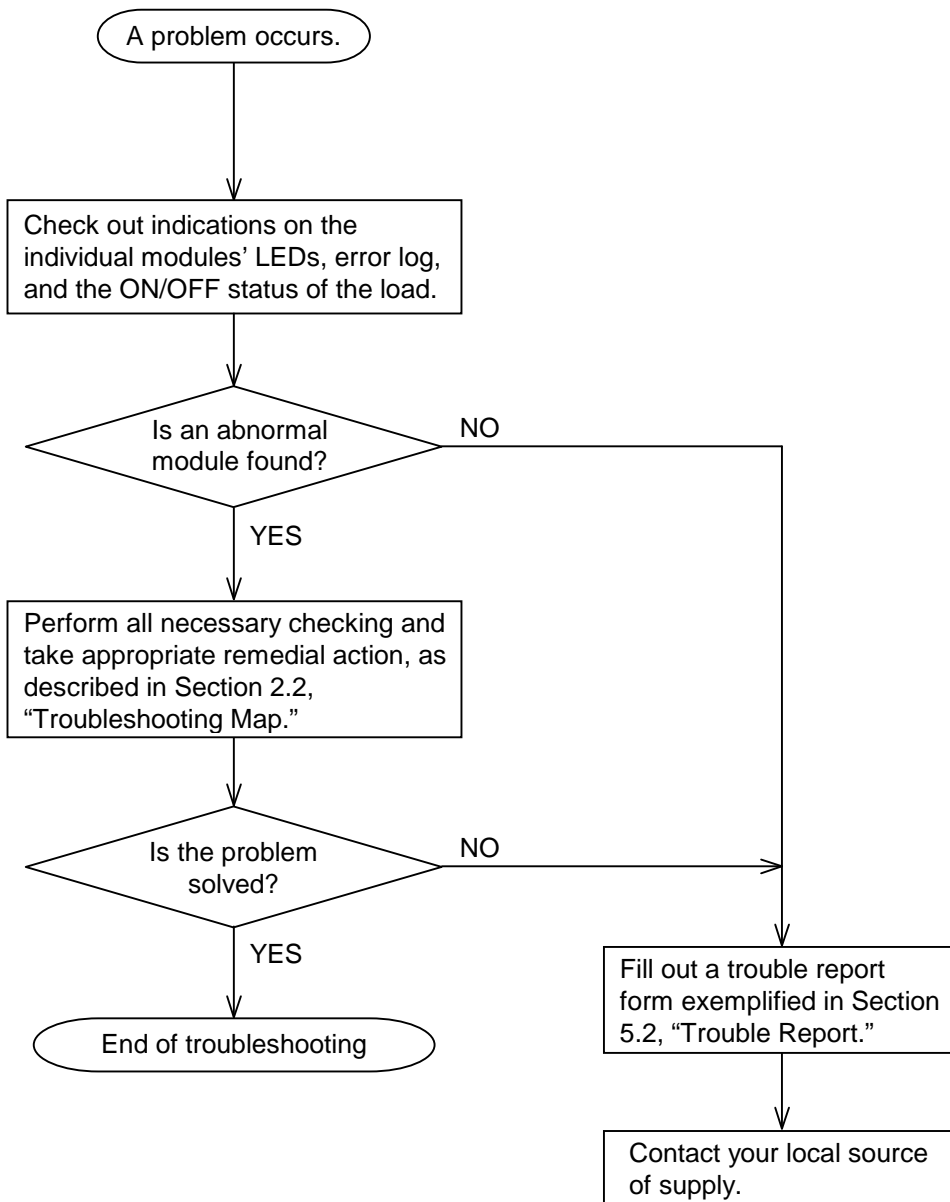 A problem occurs.
Check out indications on the
individual modules’ LEDs, error log,
and the ON/OFF status of the load.
Is an abnormal
module found?
NO
YES
Perform all necessary checking and
take appropriate remedial action, as
described in Section 2.2,
“Troubleshooting Map.”
Is the problem
solved?
NO
YES
End of troubleshooting
Fill out a trouble report
form exemplified in Section
5.2, “Trouble Report.”
Contact your local source
of supply.